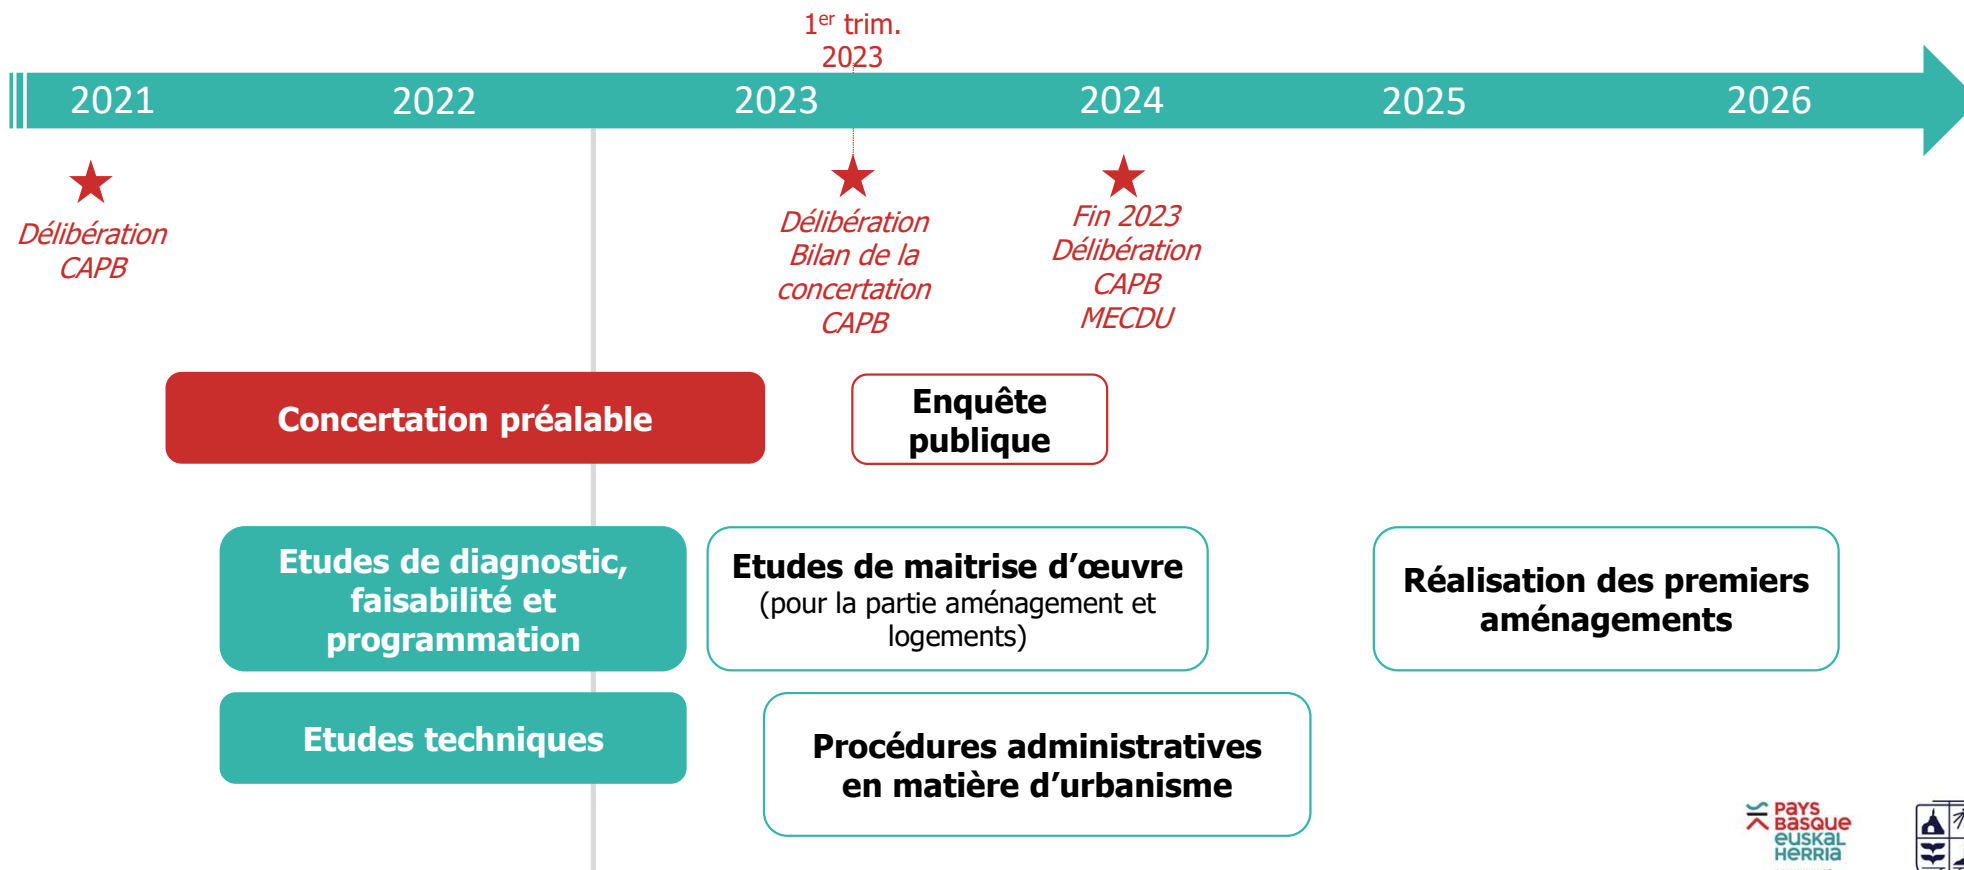 1er trim.
2023
2021 2022 2023 2024 2025 2026
Délibération
CAPB
Délibération
Bilan de la
concertation
CAPB
Fin 2023
Délibération
CAPB
MECDU
Concertation préalable
Enquête
publique
Etudes de diagnostic,
faisabilité et
programmation
Etudes de maitrise d’œuvre
(pour la partie aménagement et
logements)
Réalisation des premiers
aménagements
Etudes techniques
Procédures administratives
en matière d’urbanisme
PAYS
BASQUE
EUSKAL
HERRIA